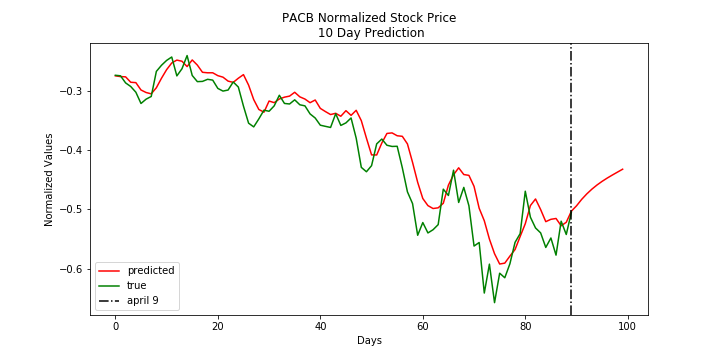 PACB Normalized Stock Price
10 Day Prediction
Normalized Values
−0.3
−0.4
−0.5
−0.6
predicted
true
april 9
0
20
40
60
80
100
Days